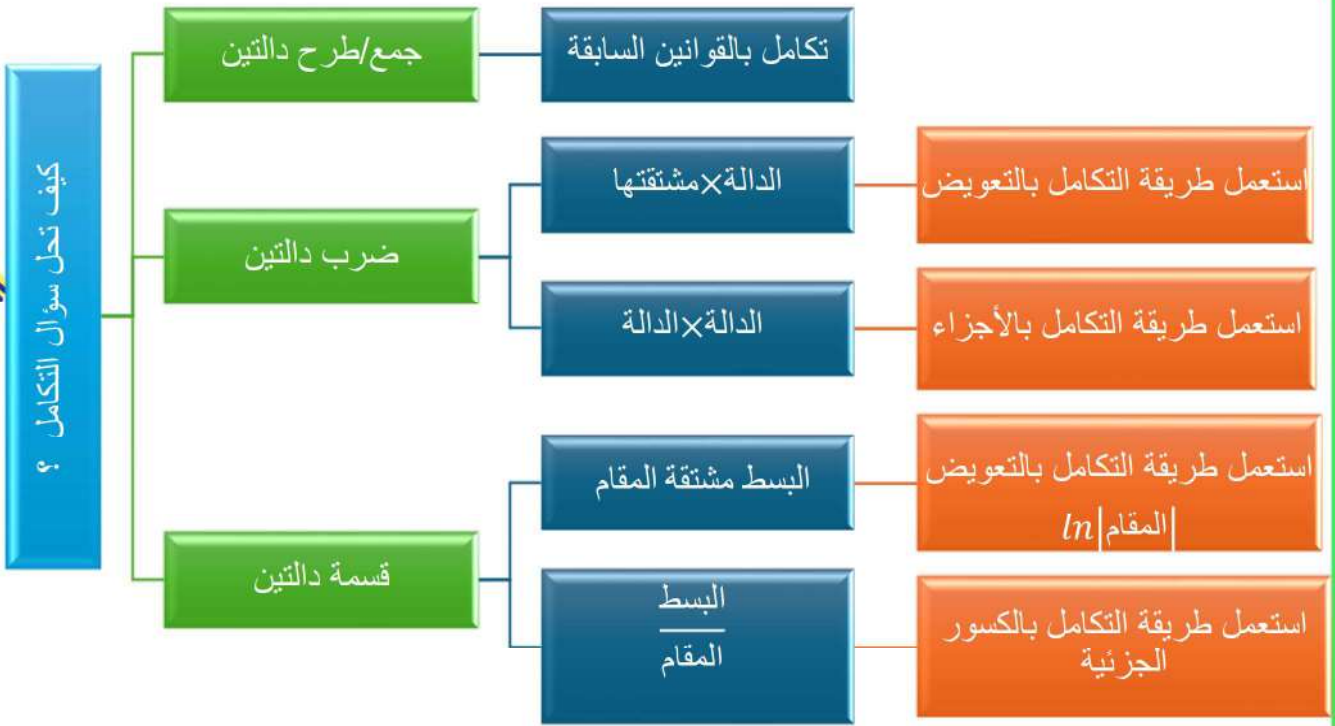 كيف تحل سؤال التكامل ؟
جمع/طرح دالتين
تكامل بالقوانين السابقة
ضرب دالتين
الدالة×مشتقتها
استعمل طريقة التكامل بالتعويض
الدالة×الدالة
استعمل طريقة التكامل بالأجزاء
قسمة دالتين
البسط مشتقة المقام
استعمل طريقة التكامل بالتعويض
ln|المقام|
البسط
المقام
استعمل طريقة التكامل بالكسور
الجزئية